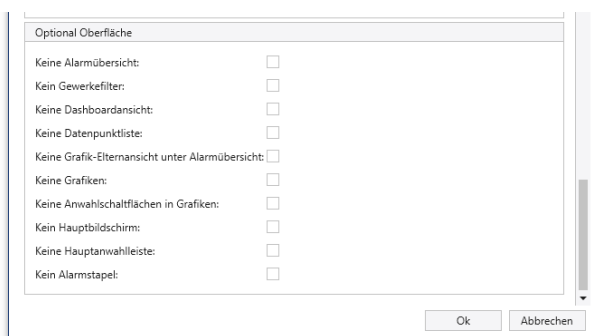 Optional Oberfläche
Keine Alarmübersicht:
Kein Gewerkefilter:
Keine Dashboardansicht:
Keine Datenpunktliste:
Keine Grafik-Elternansicht unter Alarmübersicht:
Keine Grafiken:
Keine Anwahlschaltflächen in Grafiken:
Kein Hauptbildschirm:
Keine Hauptanwahlleiste:
Kein Alarmstapel:
Ok Abbrechen